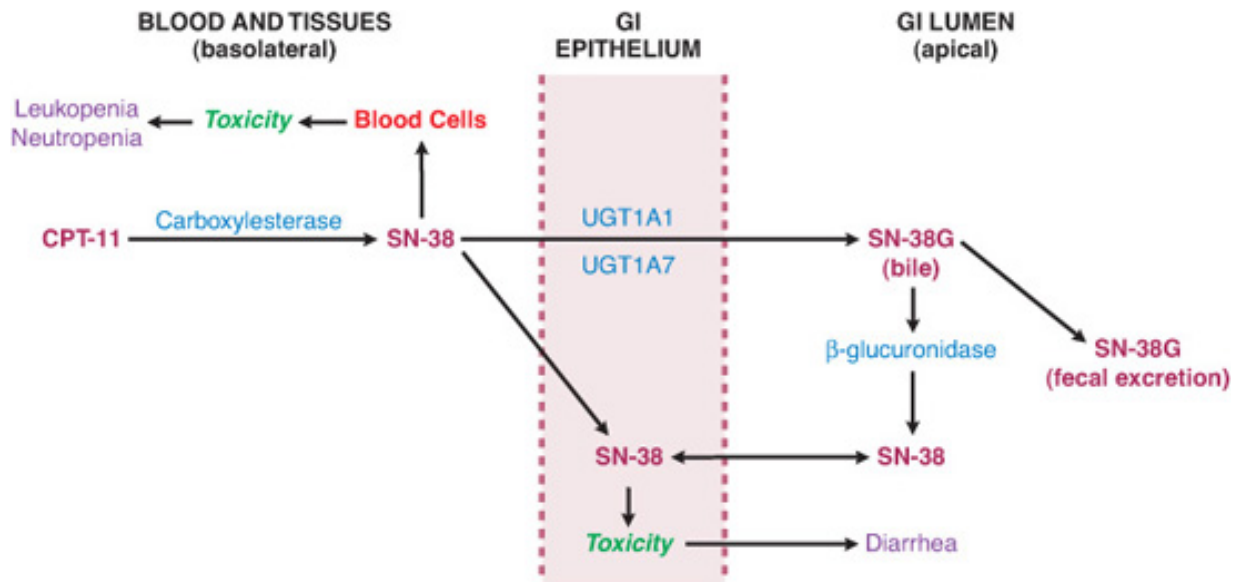 BLOOD AND TISSUES
(basolateral)
GI
EPITHELIUM
GI LUMEN
(apical)
Leukopenia
Neutropenia
Toxicity
Blood Cells
CPT-11
Carboxylesterase
SN-38
UGT1A1
UGT1A7
SN-38G
(bile)
β-glucuronidase
SN-38G
(fecal excretion)
SN-38
SN-38
Toxicity
Diarrhea